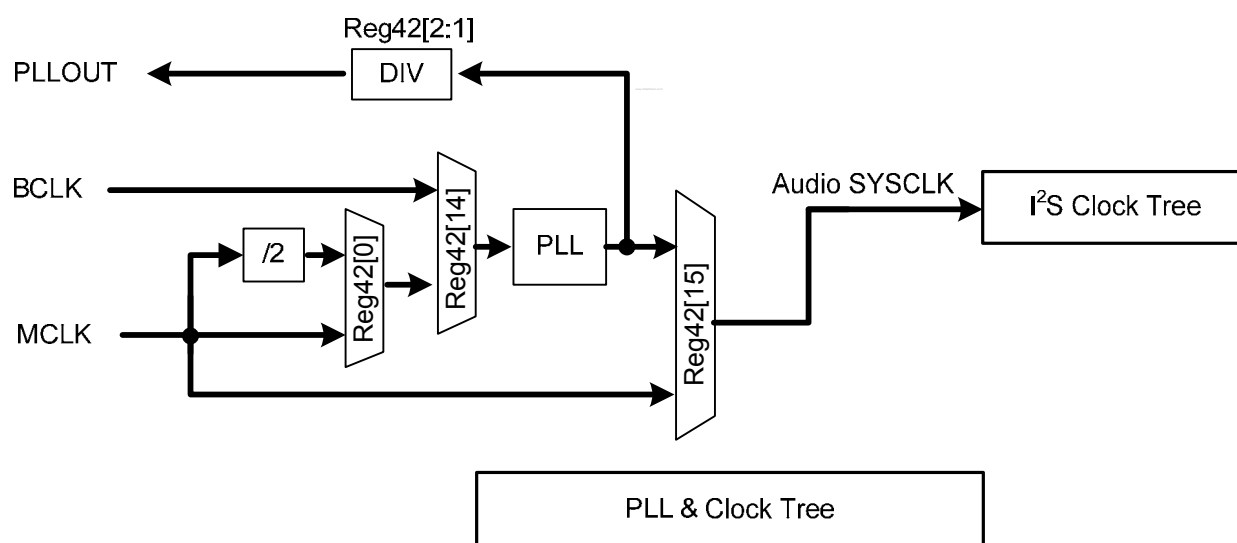 Reg42[2:1]
PLLOUT
DIV
BCLK
Audio SYSCLK
I²S Clock Tree
/2
Reg42[0]
Reg42[14]
PLL
Reg42[15]
MCLK
PLL & Clock Tree